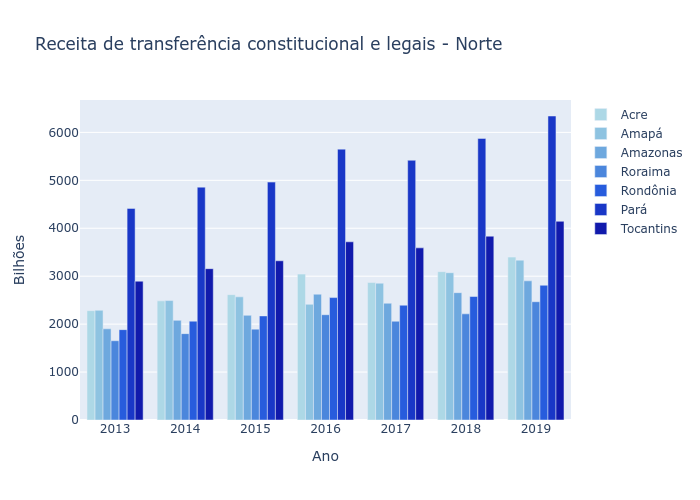 Receita de transferência constitucional e legais - Norte
Bilhões
6000
5000
4000
3000
2000
1000
0
2013 2014 2015 2016 2017 2018 2019
Ano
Acre
Amapá
Amazonas
Roraima
Rondônia
Pará
Tocantins